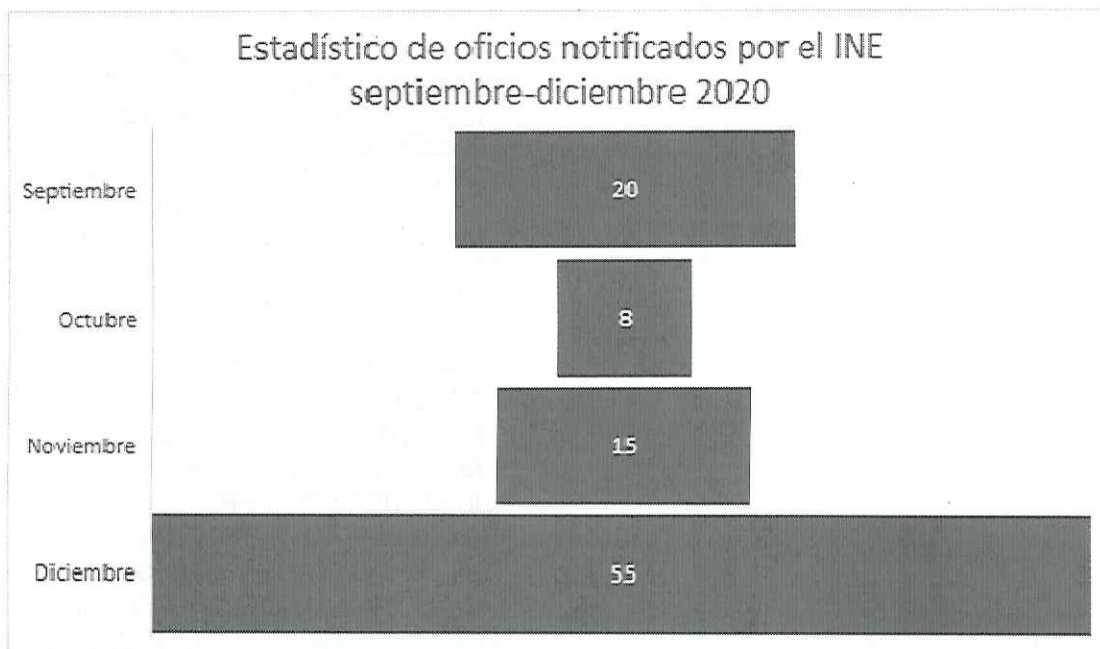 Estadístico de oficios notificados por el INE
septiembre-diciembre 2020
Septiembre
20
Octubre
8
Noviembre
15
Diciembre
55